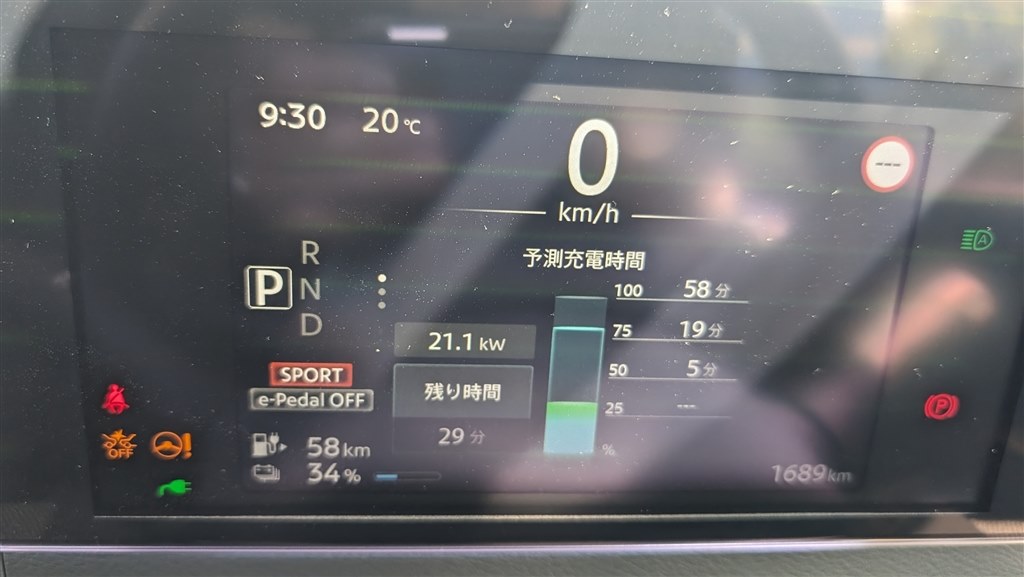 9:30 20℃
0
km/h
R
P N
D
予測充電時間
100 58分
75 19分
50 5分
25 ---
%
21.1 kW
残り時間
29 分
SPORT
e-Pedal OFF
58km
34%
1689km
OFF
A
P